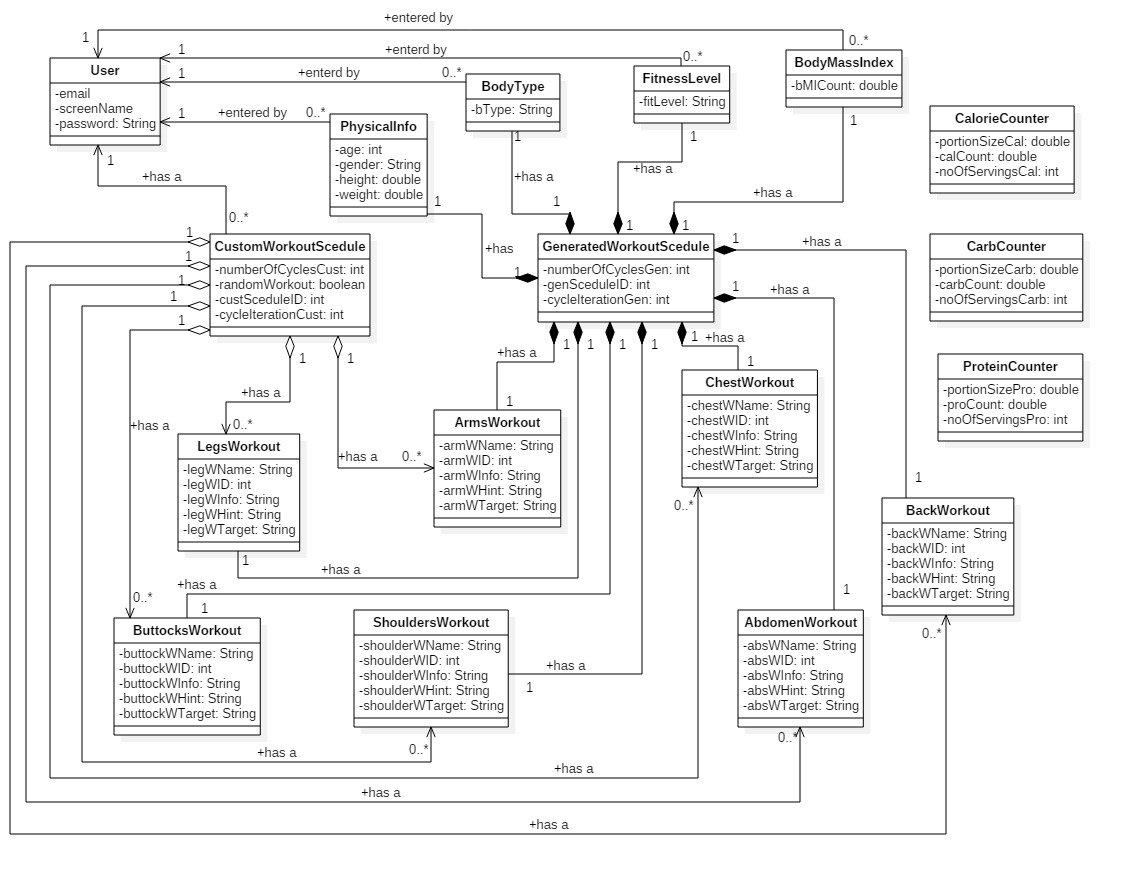 +entered by
1
0..*
1
+enterd by
0..*
1
+enterd by
0..*
1
+entered by
0..*
User
-email
-screenName
-password: String
BodyType
-bType: String
FitnessLevel
-fitLevel: String
BodyMassIndex
-bMICount: double
PhysicalInfo
-age: int
-gender: String
-height: double
-weight: double
CalorieCounter
-portionSizeCal: double
-calCount: double
-noOfServingsCal: int
1
+has a
0..*
1
+has
1
1
+has a
1
1
+has a
1
1
+has a
1
CustomWorkoutScedule
-numberOfCyclesCust: int
-randomWorkout: boolean
-custSceduleID: int
-cycleIterationCust: int
GeneratedWorkoutScedule
-numberOfCyclesGen: int
-genSceduleID: int
-cycleIterationGen: int
CarbCounter
-portionSizeCarb: double
-carbCount: double
-noOfServingsCarb: int
1
1
1
1
1
1
+has a
1
+has a
1
1
1
1
1
1
1
+has a
1
+has a
1
ProteinCounter
-portionSizePro: double
-proCount: double
-noOfServingsPro: int
ChestWorkout
-chestWName: String
-chestWID: int
-chestWInfo: String
-chestWHint: String
-chestWTarget: String
0..*
+has a
0..*
+has a
+has a
0..*
LegsWorkout
-legWName: String
-legWID: int
-legWInfo: String
-legWHint: String
-legWTarget: String
1
+has a
ArmsWorkout
-armWName: String
-armWID: int
-armWInfo: String
-armWHint: String
-armWTarget: String
1
BackWorkout
-backWName: String
-backWID: int
-backWInfo: String
-backWHint: String
-backWTarget: String
0..*
+has a
0..*
1
ButtocksWorkout
-buttockWName: String
-buttockWID: int
-buttockWInfo: String
-buttockWHint: String
-buttockWTarget: String
ShouldersWorkout
-shoulderWName: String
-shoulderWID: int
-shoulderWInfo: String
-shoulderWHint: String
-shoulderWTarget: String
+has a
1
1
AbdomenWorkout
-absWName: String
-absWID: int
-absWInfo: String
-absWHint: String
-absWTarget: String
0..*
+has a
0..*
+has a
+has a
+has a